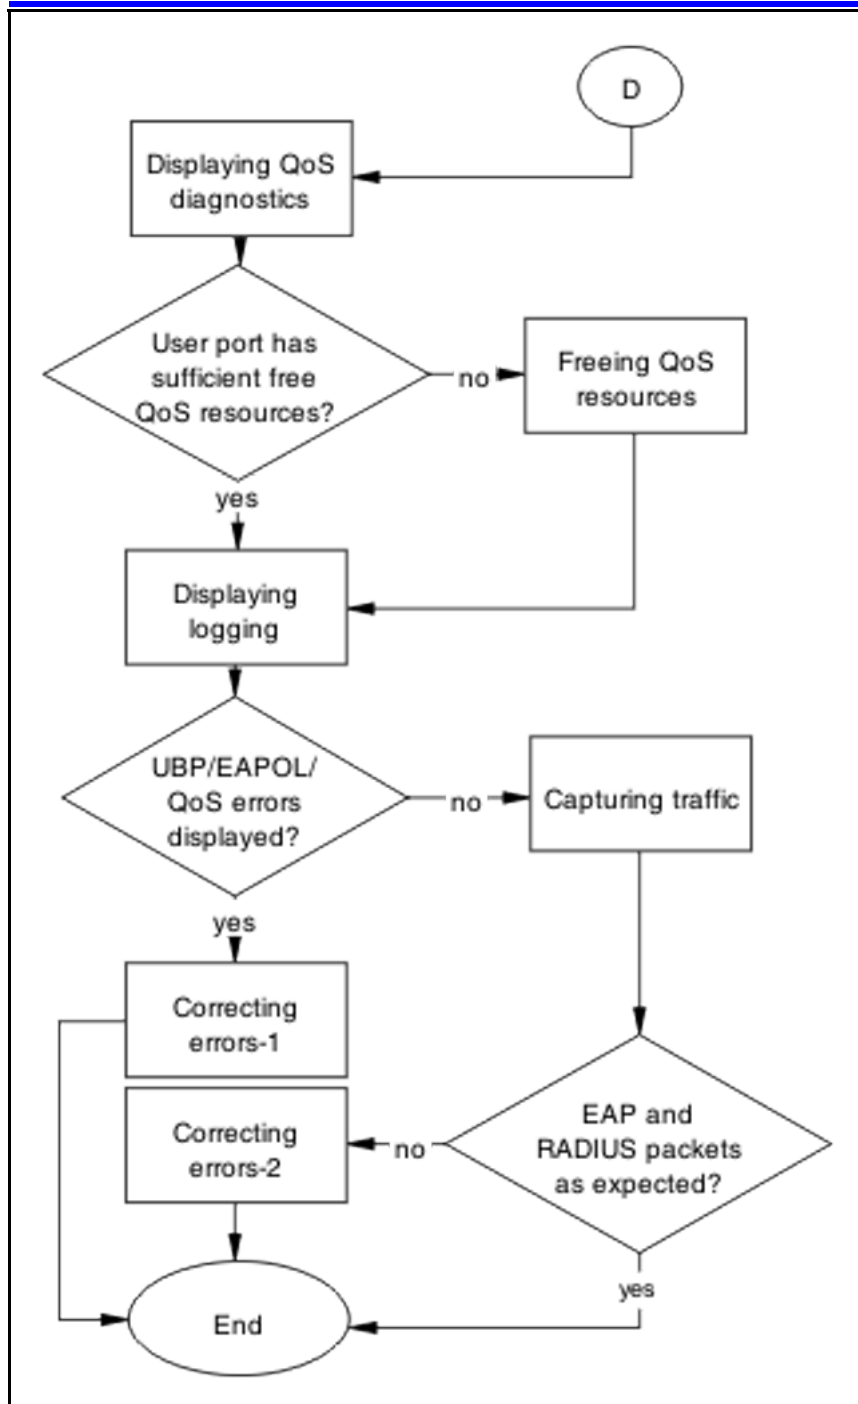 D
Displaying QoS
diagnostics
User port has
sufficient free
QoS resources?
no
Freeing QoS
resources
yes
Displaying
logging
UBP/EAPOL/
QoS errors
displayed?
no
Capturing traffic
yes
Correcting
errors-1
Correcting
errors-2
no
EAP and
RADIUS packets
as expected?
yes
End